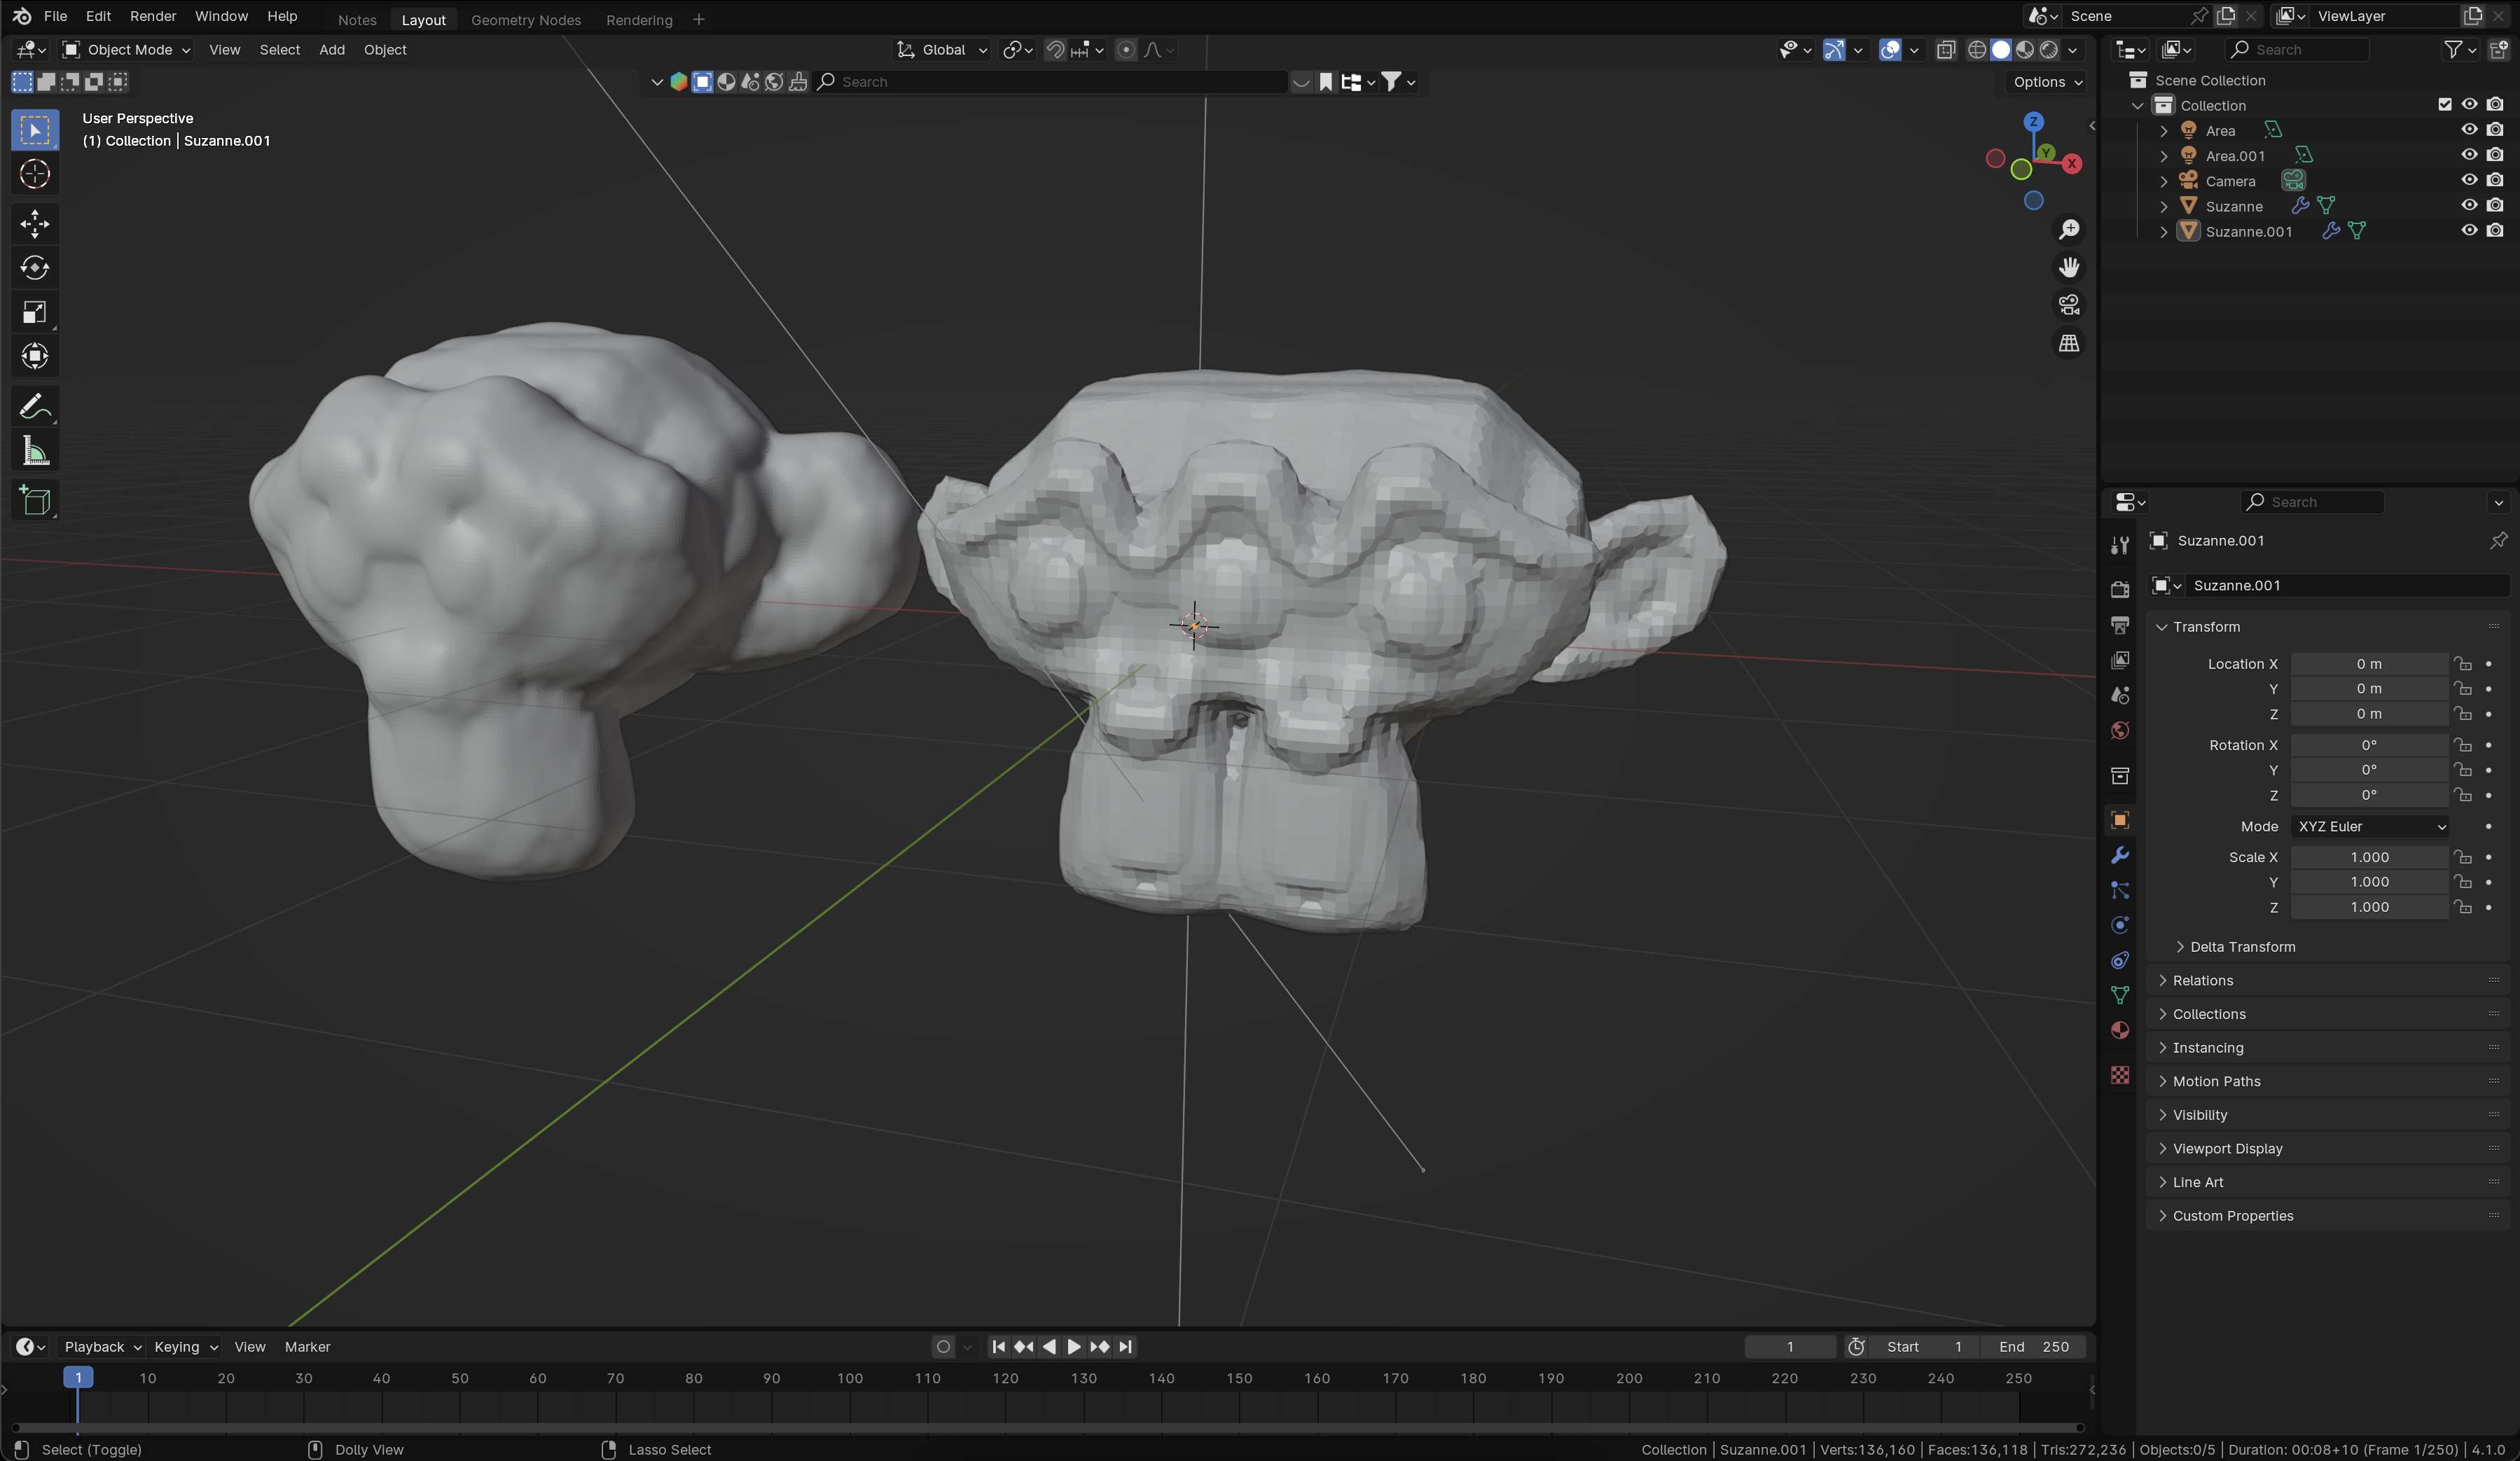 File Edit Render Window Help Notes Layout Geometry Nodes Rendering + Scene ViewLayer
Object Mode View Select Add Object Global Search
Search Options
User Perspective
(1) Collection | Suzanne.001
Z
Y
X
Scene Collection
Collection
Area
Area.001
Camera
Suzanne
Suzanne.001
Search
Suzanne.001
Suzanne.001
Transform
Location X 0 m
Y 0 m
Z 0 m
Rotation X 0°
Y 0°
Z 0°
Mode XYZ Euler
Scale X 1.000
Y 1.000
Z 1.000
Delta Transform
Relations
Collections
Instancing
Motion Paths
Visibility
Viewport Display
Line Art
Custom Properties
Playback Keying View Marker 1 Start 1 End 250
1 10 20 30 40 50 60 70 80 90 100 110 120 130 140 150 160 170 180 190 200 210 220 230 240 250
Select (Toggle) Dolly View Lasso Select Collection | Suzanne.001 | Verts:136,160 | Faces:136,118 | Tris:272,236 | Objects:0/5 | Duration: 00:08+10 (Frame 1/250) | 4.1.0